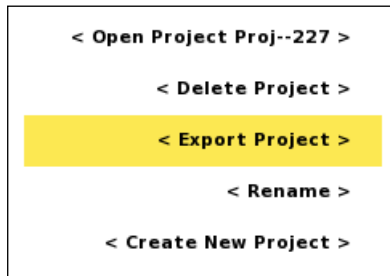 < Open Project Proj--227 >
< Delete Project >
< Export Project >
< Rename >
< Create New Project >